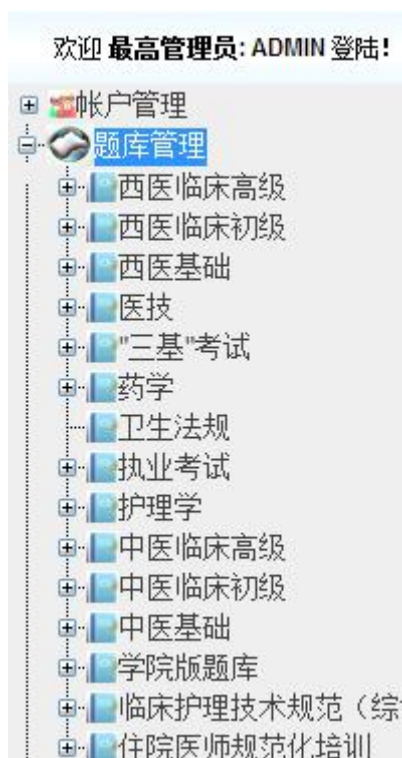 欢迎 最高管理员: ADMIN 登陆!
帐户管理
题库管理
西医临床高级
西医临床初级
西医基础
医技
"三基"考试
药学
卫生法规
执业考试
护理学
中医临床高级
中医临床初级
中医基础
学院版题库
临床护理技术规范（综
住院医师规范化培训